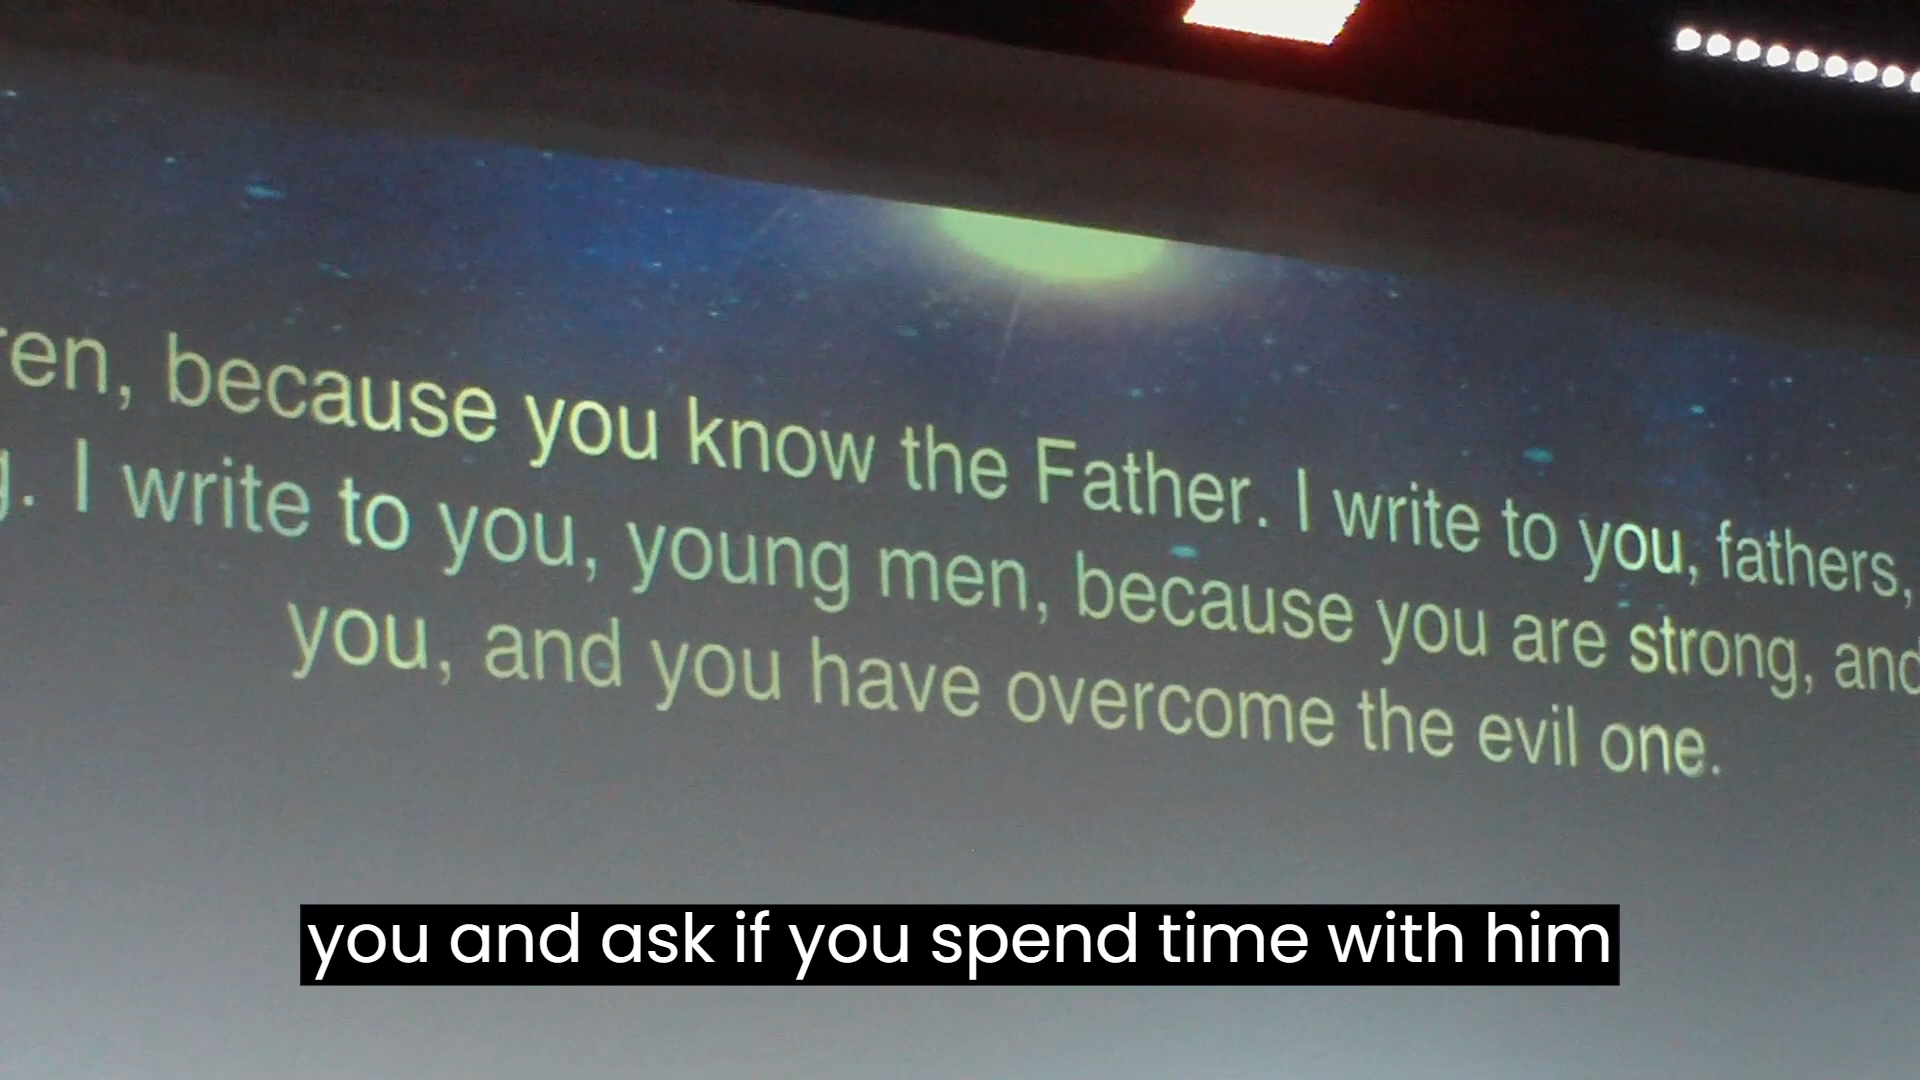 ren, because you know the Father. I write to you, fathers,
g. I write to you, young men, because you are strong, and
you, and you have overcome the evil one.
you and ask if you spend time with him